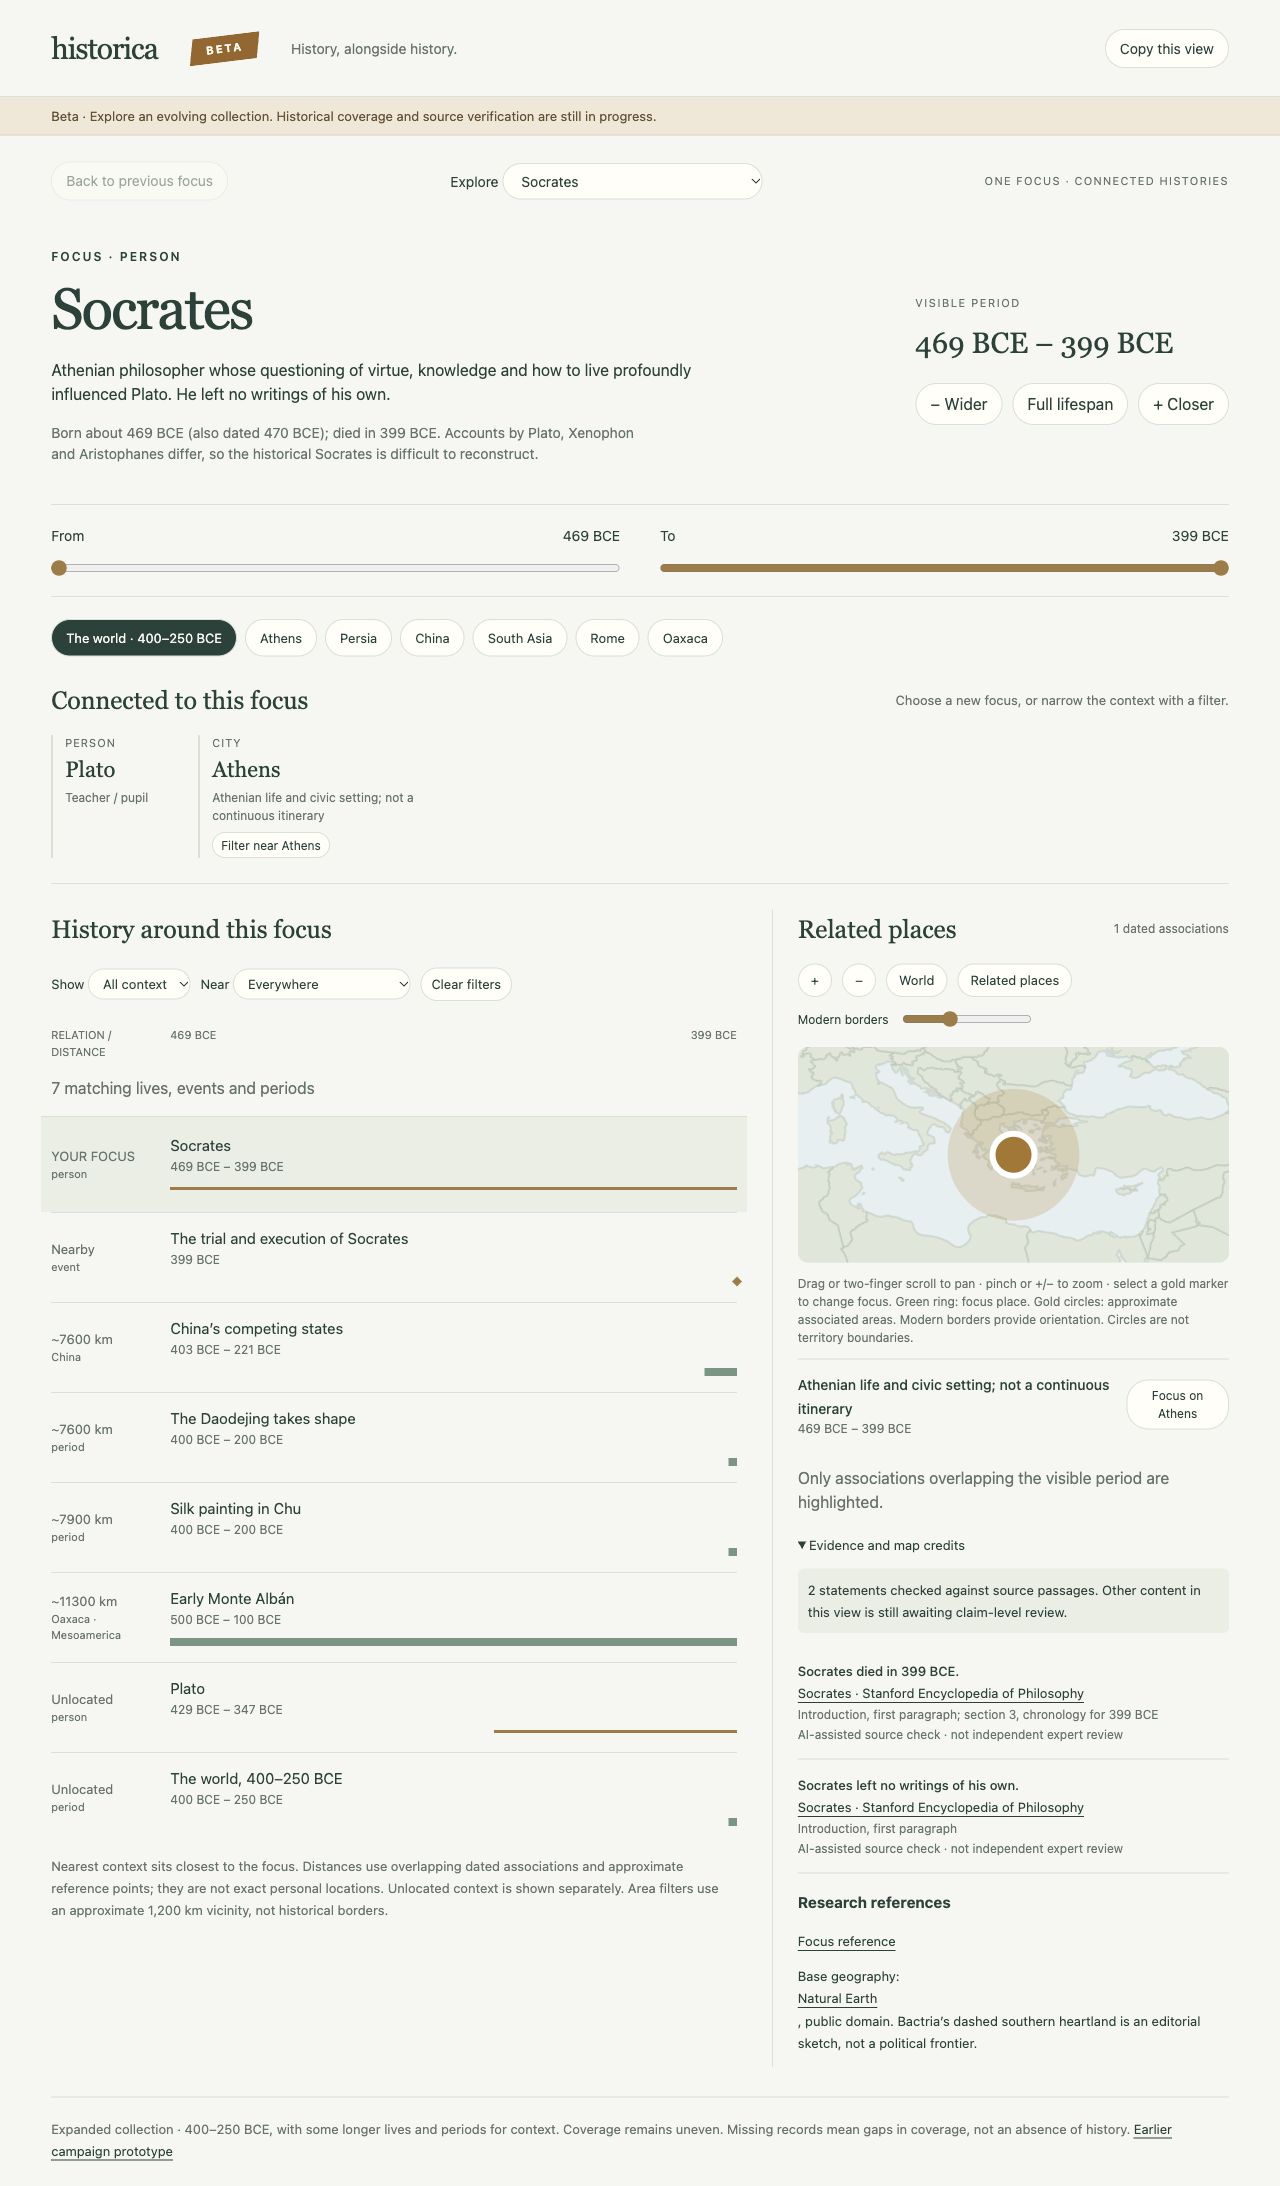 historica
BETA
History, alongside history.
Copy this view
Beta · Explore an evolving collection. Historical coverage and source verification are still in progress.
Back to previous focus
Explore
Socrates
ONE FOCUS · CONNECTED HISTORIES
FOCUS · PERSON
Socrates
Athenian philosopher whose questioning of virtue, knowledge and how to live profoundly
influenced Plato. He left no writings of his own.
Born about 469 BCE (also dated 470 BCE); died in 399 BCE. Accounts by Plato, Xenophon
and Aristophanes differ, so the historical Socrates is difficult to reconstruct.
VISIBLE PERIOD
469 BCE – 399 BCE
− Wider
Full lifespan
+ Closer
From
469 BCE
To
399 BCE
The world · 400–250 BCE
Athens
Persia
China
South Asia
Rome
Oaxaca
Connected to this focus
Choose a new focus, or narrow the context with a filter.
PERSON
Plato
Teacher / pupil
CITY
Athens
Athenian life and civic setting; not a
continuous itinerary
Filter near Athens
History around this focus
Show
All context
Near
Everywhere
Clear filters
RELATION /
DISTANCE
469 BCE
399 BCE
7 matching lives, events and periods
YOUR FOCUS
person
Socrates
469 BCE – 399 BCE
Nearby
event
The trial and execution of Socrates
399 BCE
~7600 km
China
China’s competing states
403 BCE – 221 BCE
~7600 km
period
The Daodejing takes shape
400 BCE – 200 BCE
~7900 km
period
Silk painting in Chu
400 BCE – 200 BCE
~11300 km
Oaxaca ·
Mesoamerica
Early Monte Albán
500 BCE – 100 BCE
Unlocated
person
Plato
429 BCE – 347 BCE
Unlocated
period
The world, 400–250 BCE
400 BCE – 250 BCE
Nearest context sits closest to the focus. Distances use overlapping dated associations and approximate
reference points; they are not exact personal locations. Unlocated context is shown separately. Area filters use
an approximate 1,200 km vicinity, not historical borders.
Related places
1 dated associations
+
−
World
Related places
Modern borders
Drag or two-finger scroll to pan · pinch or +/− to zoom · select a gold marker
to change focus. Green ring: focus place. Gold circles: approximate
associated areas. Modern borders provide orientation. Circles are not
territory boundaries.
Athenian life and civic setting; not a continuous
itinerary
469 BCE – 399 BCE
Focus on
Athens
Only associations overlapping the visible period are
highlighted.
▼ Evidence and map credits
2 statements checked against source passages. Other content in
this view is still awaiting claim-level review.
Socrates died in 399 BCE.
Socrates · Stanford Encyclopedia of Philosophy
Introduction, first paragraph; section 3, chronology for 399 BCE
AI-assisted source check · not independent expert review
Socrates left no writings of his own.
Socrates · Stanford Encyclopedia of Philosophy
Introduction, first paragraph
AI-assisted source check · not independent expert review
Research references
Focus reference
Base geography:
Natural Earth
, public domain. Bactria’s dashed southern heartland is an editorial
sketch, not a political frontier.
Expanded collection · 400–250 BCE, with some longer lives and periods for context. Coverage remains uneven. Missing records mean gaps in coverage, not an absence of history. Earlier
campaign prototype